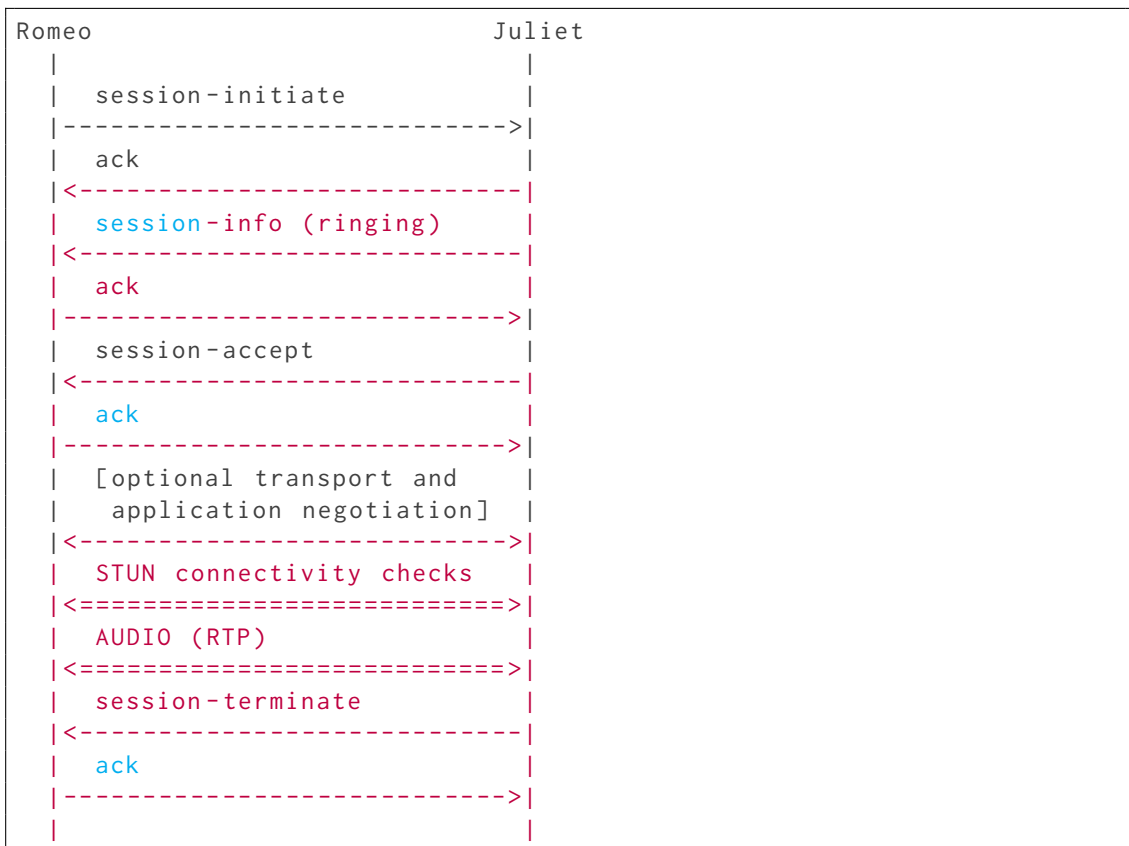 Romeo                         Juliet
  |                              |
  |  session-initiate            |
  |---------------------------->|
  |  ack                         |
  |<----------------------------|
  |  session-info (ringing)      |
  |<----------------------------|
  |  ack                         |
  |---------------------------->|
  |  session-accept              |
  |<----------------------------|
  |  ack                         |
  |---------------------------->|
  |  [optional transport and     |
  |   application negotiation]   |
  |<--------------------------->|
  |  STUN connectivity checks    |
  |<===========================>|
  |  AUDIO (RTP)                 |
  |<===========================>|
  |  session-terminate           |
  |<----------------------------|
  |  ack                         |
  |---------------------------->|
  |                              |